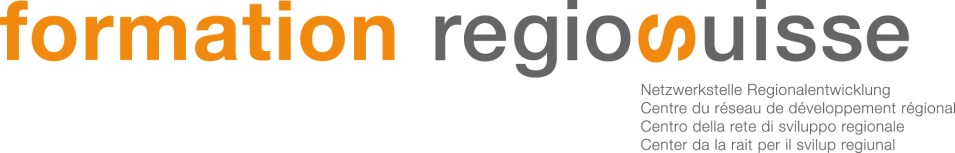 formation regiosuisse
Netzwerkstelle Regionalentwicklung
Centre du réseau de développement régional
Centro della rete di sviluppo regionale
Center da la rait per il svilup regiunal